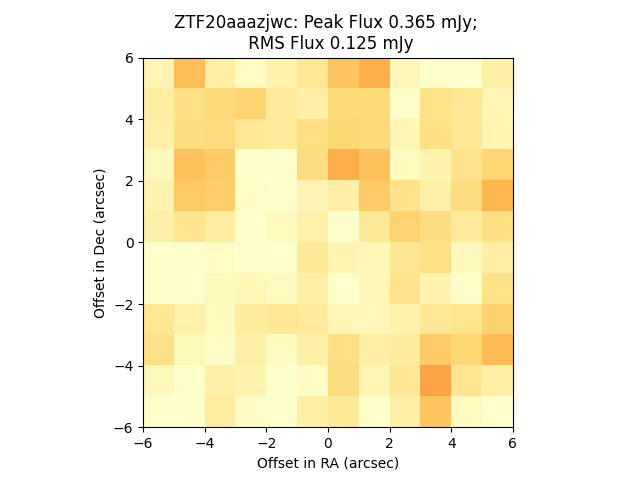 ZTF20aaazjwc: Peak Flux 0.365 mJy;
RMS Flux 0.125 mJy
6
4
2
0
−2
−4
−6
Offset in Dec (arcsec)
−6 −4 −2 0 2 4 6
Offset in RA (arcsec)